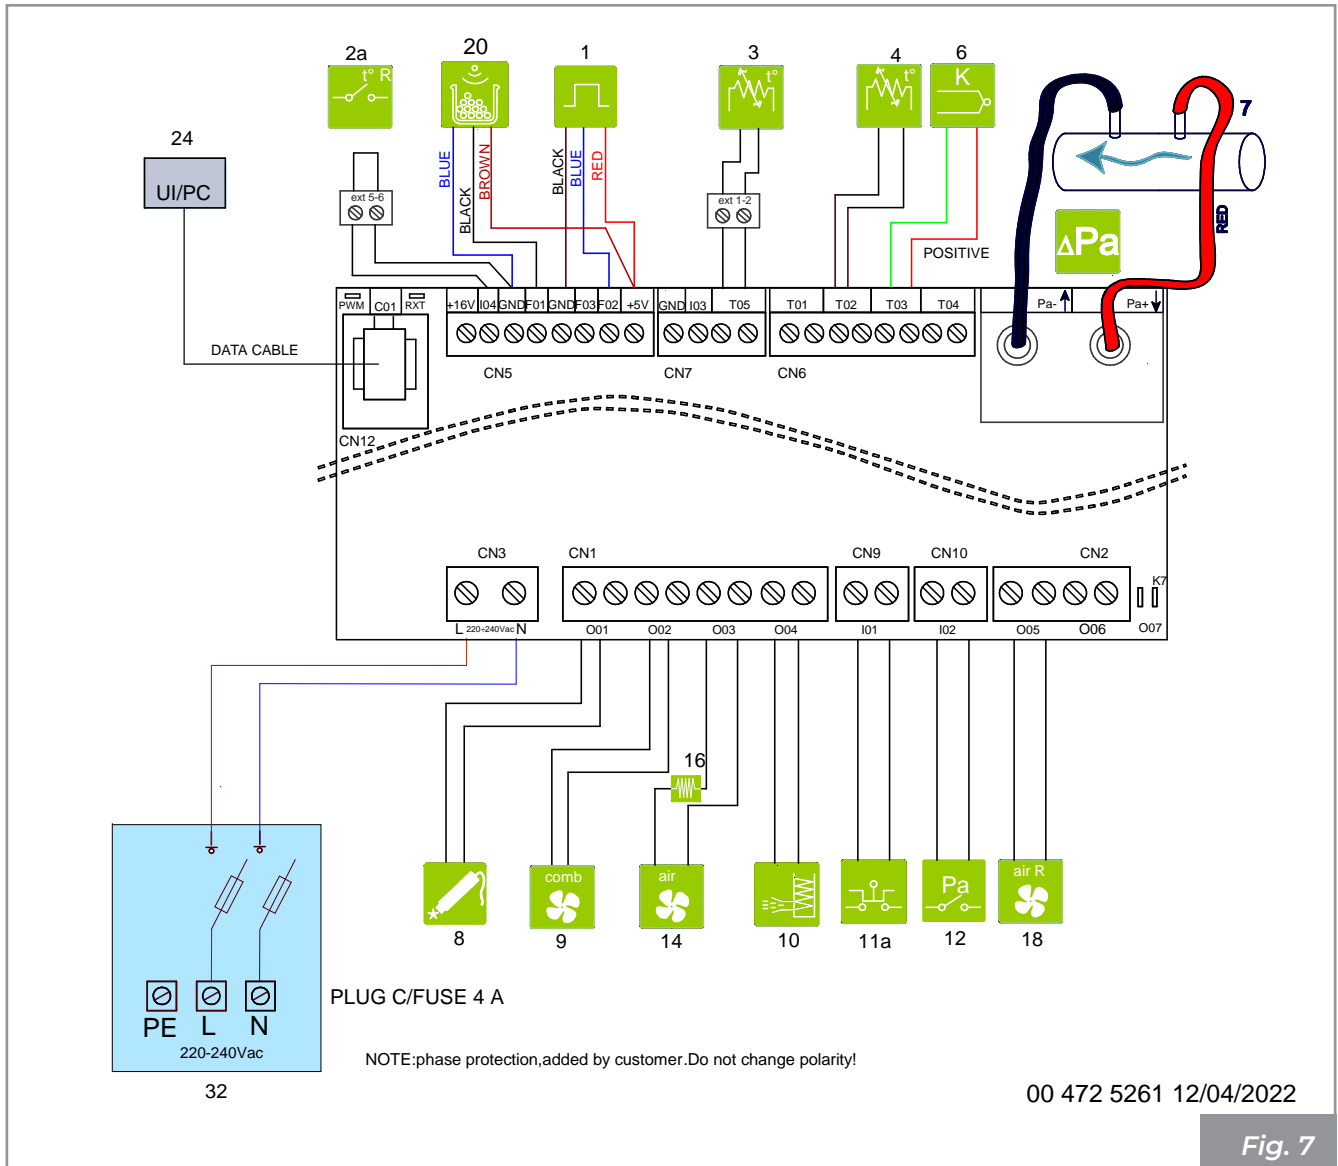 2a
20
1
3
4
6
t° R
t°
t°
K
7
24
UI/PC
BLUE
BLACK
BROWN
BLACK
BLUE
RED
RED
ext 5-6
ext 1-2
ΔPa
POSITIVE
PWM
C01
RXT
+16V
I04
GND
F01
GND
F03
F02
+5V
GND
I03
T05
T01
T02
T03
T04
Pa-
Pa+
DATA CABLE
CN5
CN7
CN6
CN12
CN3
CN1
CN9
CN10
CN2
K7
L 220÷240Vac N
O01
O02
O03
O04
I01
I02
O05
O06
O07
16
comb
air
Pa
air R
8
9
14
10
11a
12
18
PLUG C/FUSE 4 A
PE
L
N
220-240Vac
32
NOTE:phase protection,added by customer.Do not change polarity!
00 472 5261 12/04/2022
Fig. 7